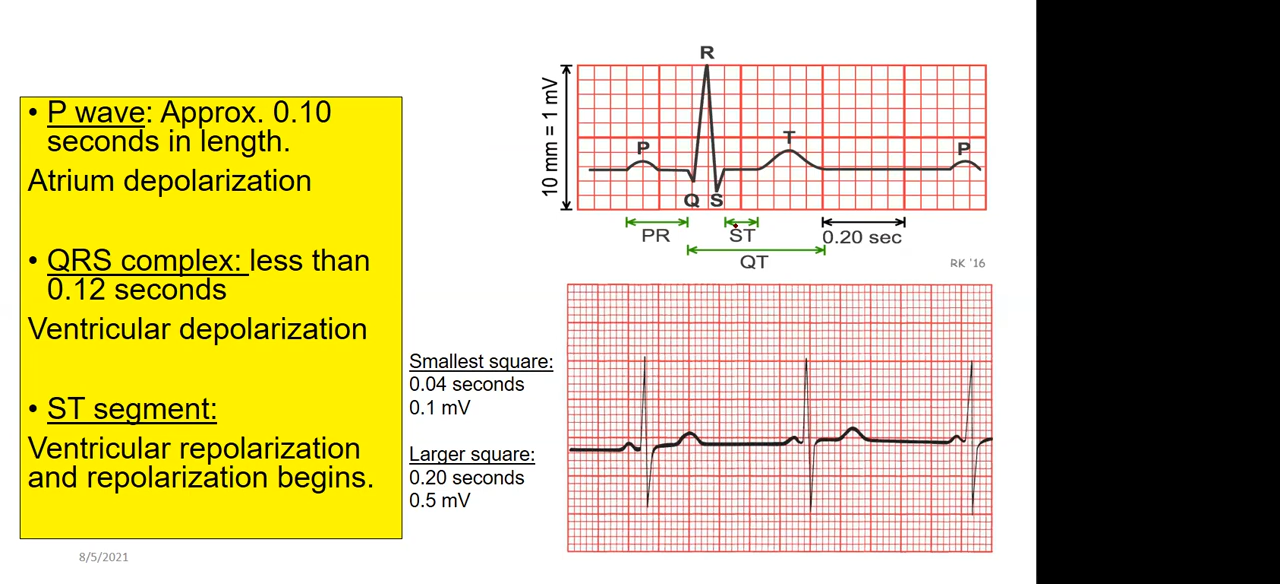 • P wave: Approx. 0.10
seconds in length.
Atrium depolarization
• QRS complex: less than
0.12 seconds
Ventricular depolarization
• ST segment:
Ventricular repolarization
and repolarization begins.
8/5/2021
Smallest square:
0.04 seconds
0.1 mV
Larger square:
0.20 seconds
0.5 mV
10 mm = 1 mV
R
P
T
P
Q S
PR
ST
0.20 sec
QT
RK '16